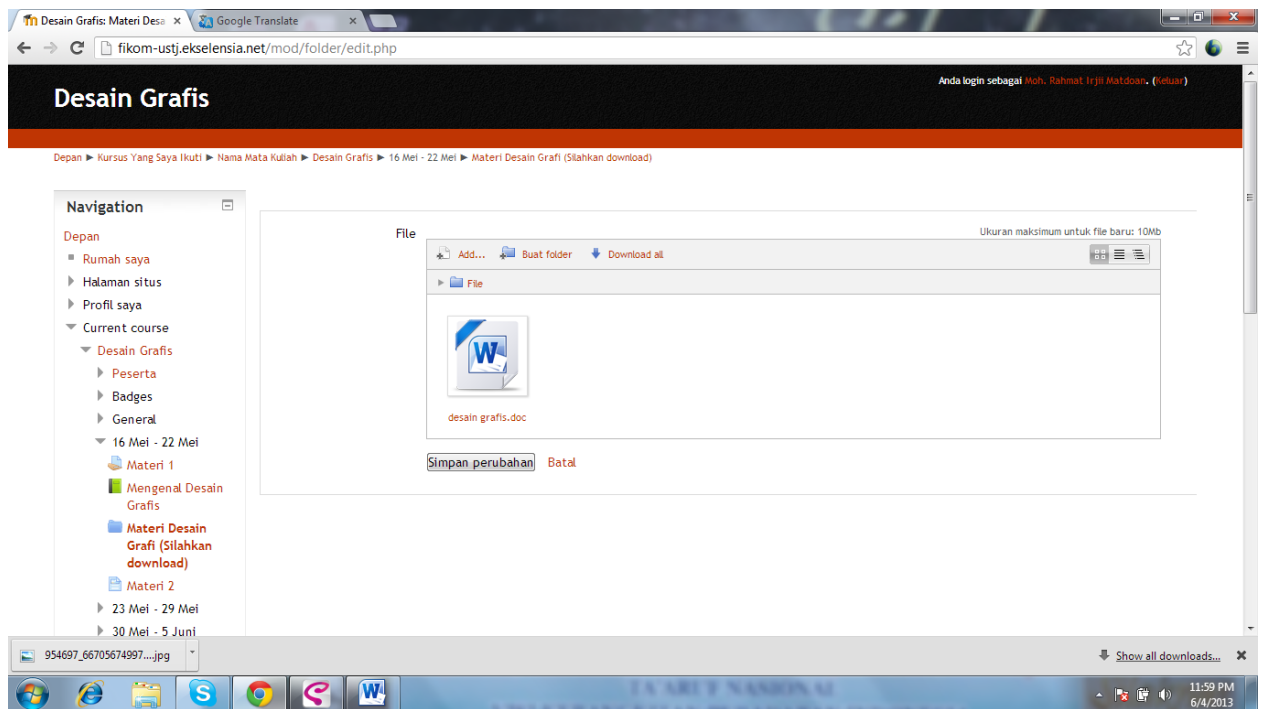 Desain Grafis: Materi Desa
Google Translate
fikom-ustj.ekselensia.net/mod/folder/edit.php
Anda login sebagai Moh. Rahmat Irjii Matdoan. (Keluar)
Desain Grafis
Depan ► Kursus Yang Saya Ikuti ► Nama Mata Kuliah ► Desain Grafis ► 16 Mei - 22 Mei ► Materi Desain Grafi (Silahkan download)
Navigation
Depan
Rumah saya
Halaman situs
Profil saya
Current course
Desain Grafis
Peserta
Badges
General
16 Mei - 22 Mei
Materi 1
Mengenal Desain
Grafis
Materi Desain
Grafi (Silahkan
download)
Materi 2
23 Mei - 29 Mei
30 Mei - 5 Juni
File
Ukuran maksimum untuk file baru: 10Mb
Add...
Buat folder
Download all
File
desain grafis.doc
Simpan perubahan
Batal
954697_66705674997....jpg
Show all downloads...
11:59 PM
6/4/2013